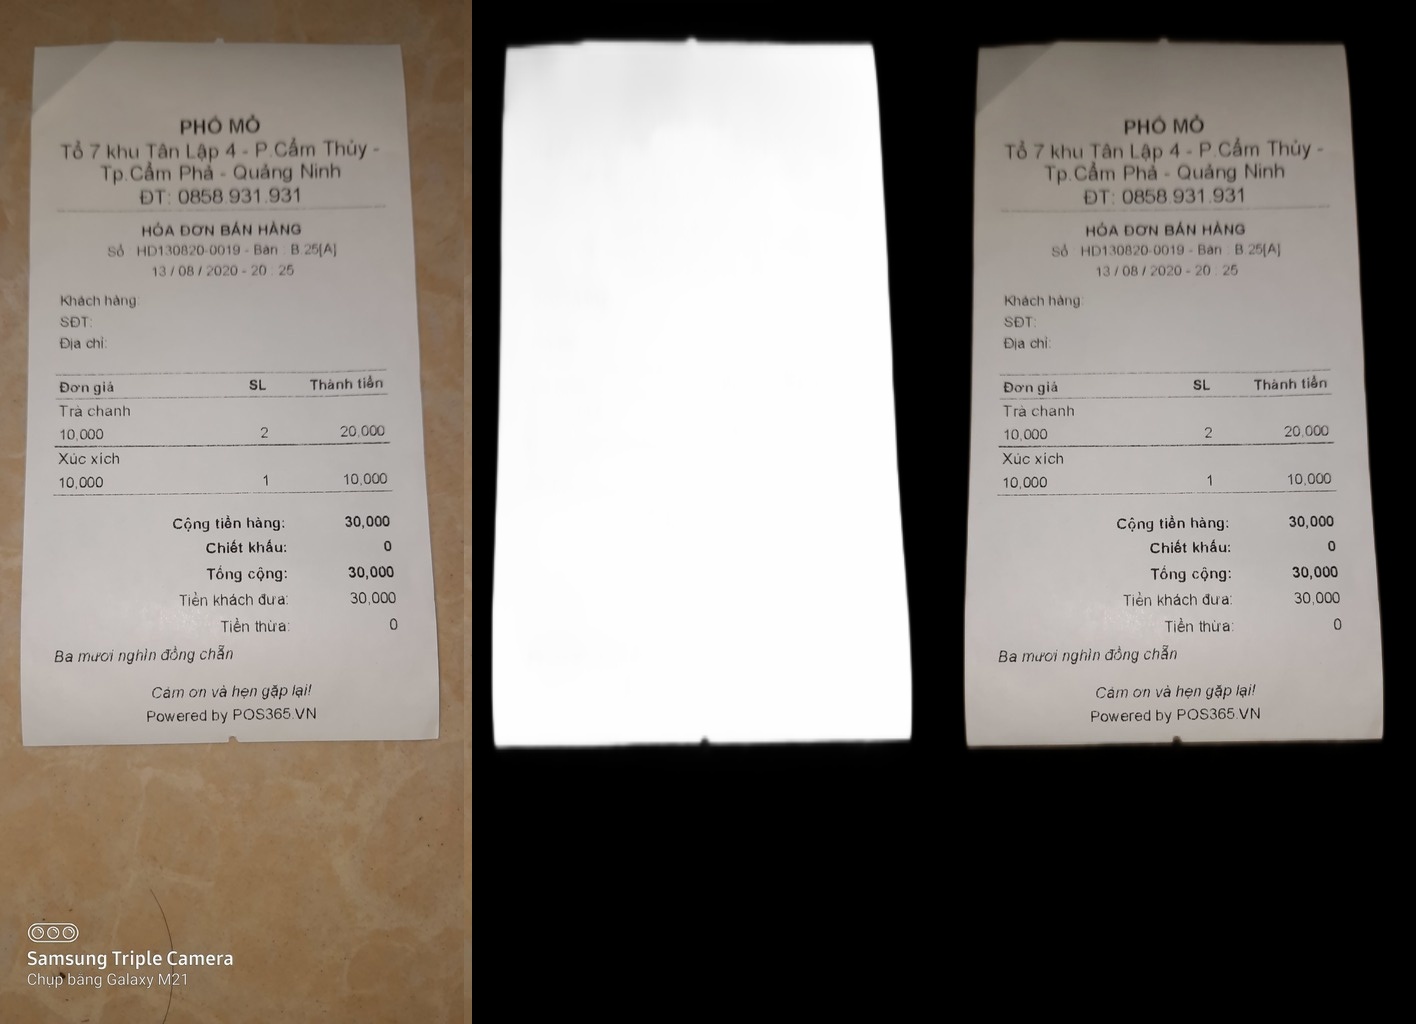 PHỐ MỎ
Tổ 7 khu Tân Lập 4 - P.Cẩm Thủy -
Tp.Cẩm Phả - Quảng Ninh
ĐT: 0858.931.931
HÓA ĐƠN BÁN HÀNG
Số : HD130820-0019 - Bàn : B.25[A]
13 / 08 / 2020 - 20 : 25
Khách hàng:
SĐT:
Địa chỉ:
Đơn giá SL Thành tiền
Trà chanh
10,000 2 20,000
Xúc xích
10,000 1 10,000
Cộng tiền hàng: 30,000
Chiết khấu: 0
Tổng cộng: 30,000
Tiền khách đưa: 30,000
Tiền thừa: 0
Ba mươi nghìn đồng chẵn
Cám ơn và hẹn gặp lại!
Powered by POS365.VN
Samsung Triple Camera
Chụp bằng Galaxy M21
PHỐ MỎ
Tổ 7 khu Tân Lập 4 - P.Cẩm Thủy -
Tp.Cẩm Phả - Quảng Ninh
ĐT: 0858.931.931
HÓA ĐƠN BÁN HÀNG
Số : HD130820-0019 - Bàn : B.25[A]
13 / 08 / 2020 - 20 : 25
Khách hàng:
SĐT:
Địa chỉ:
Đơn giá SL Thành tiền
Trà chanh
10,000 2 20,000
Xúc xích
10,000 1 10,000
Cộng tiền hàng: 30,000
Chiết khấu: 0
Tổng cộng: 30,000
Tiền khách đưa: 30,000
Tiền thừa: 0
Ba mươi nghìn đồng chẵn
Cám ơn và hẹn gặp lại!
Powered by POS365.VN